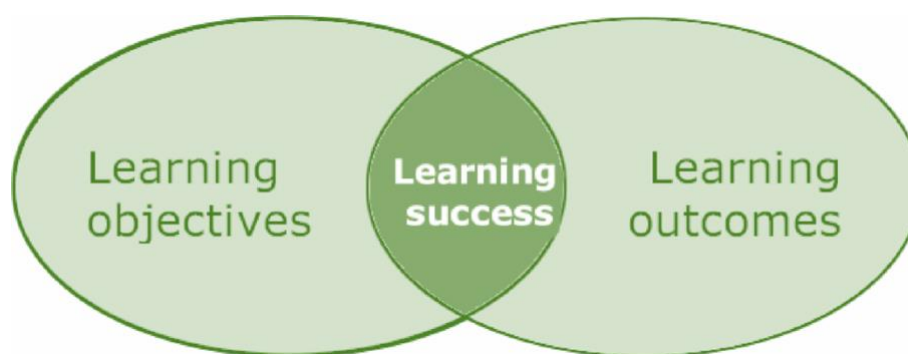 Learning
objectives
Learning
success
Learning
outcomes